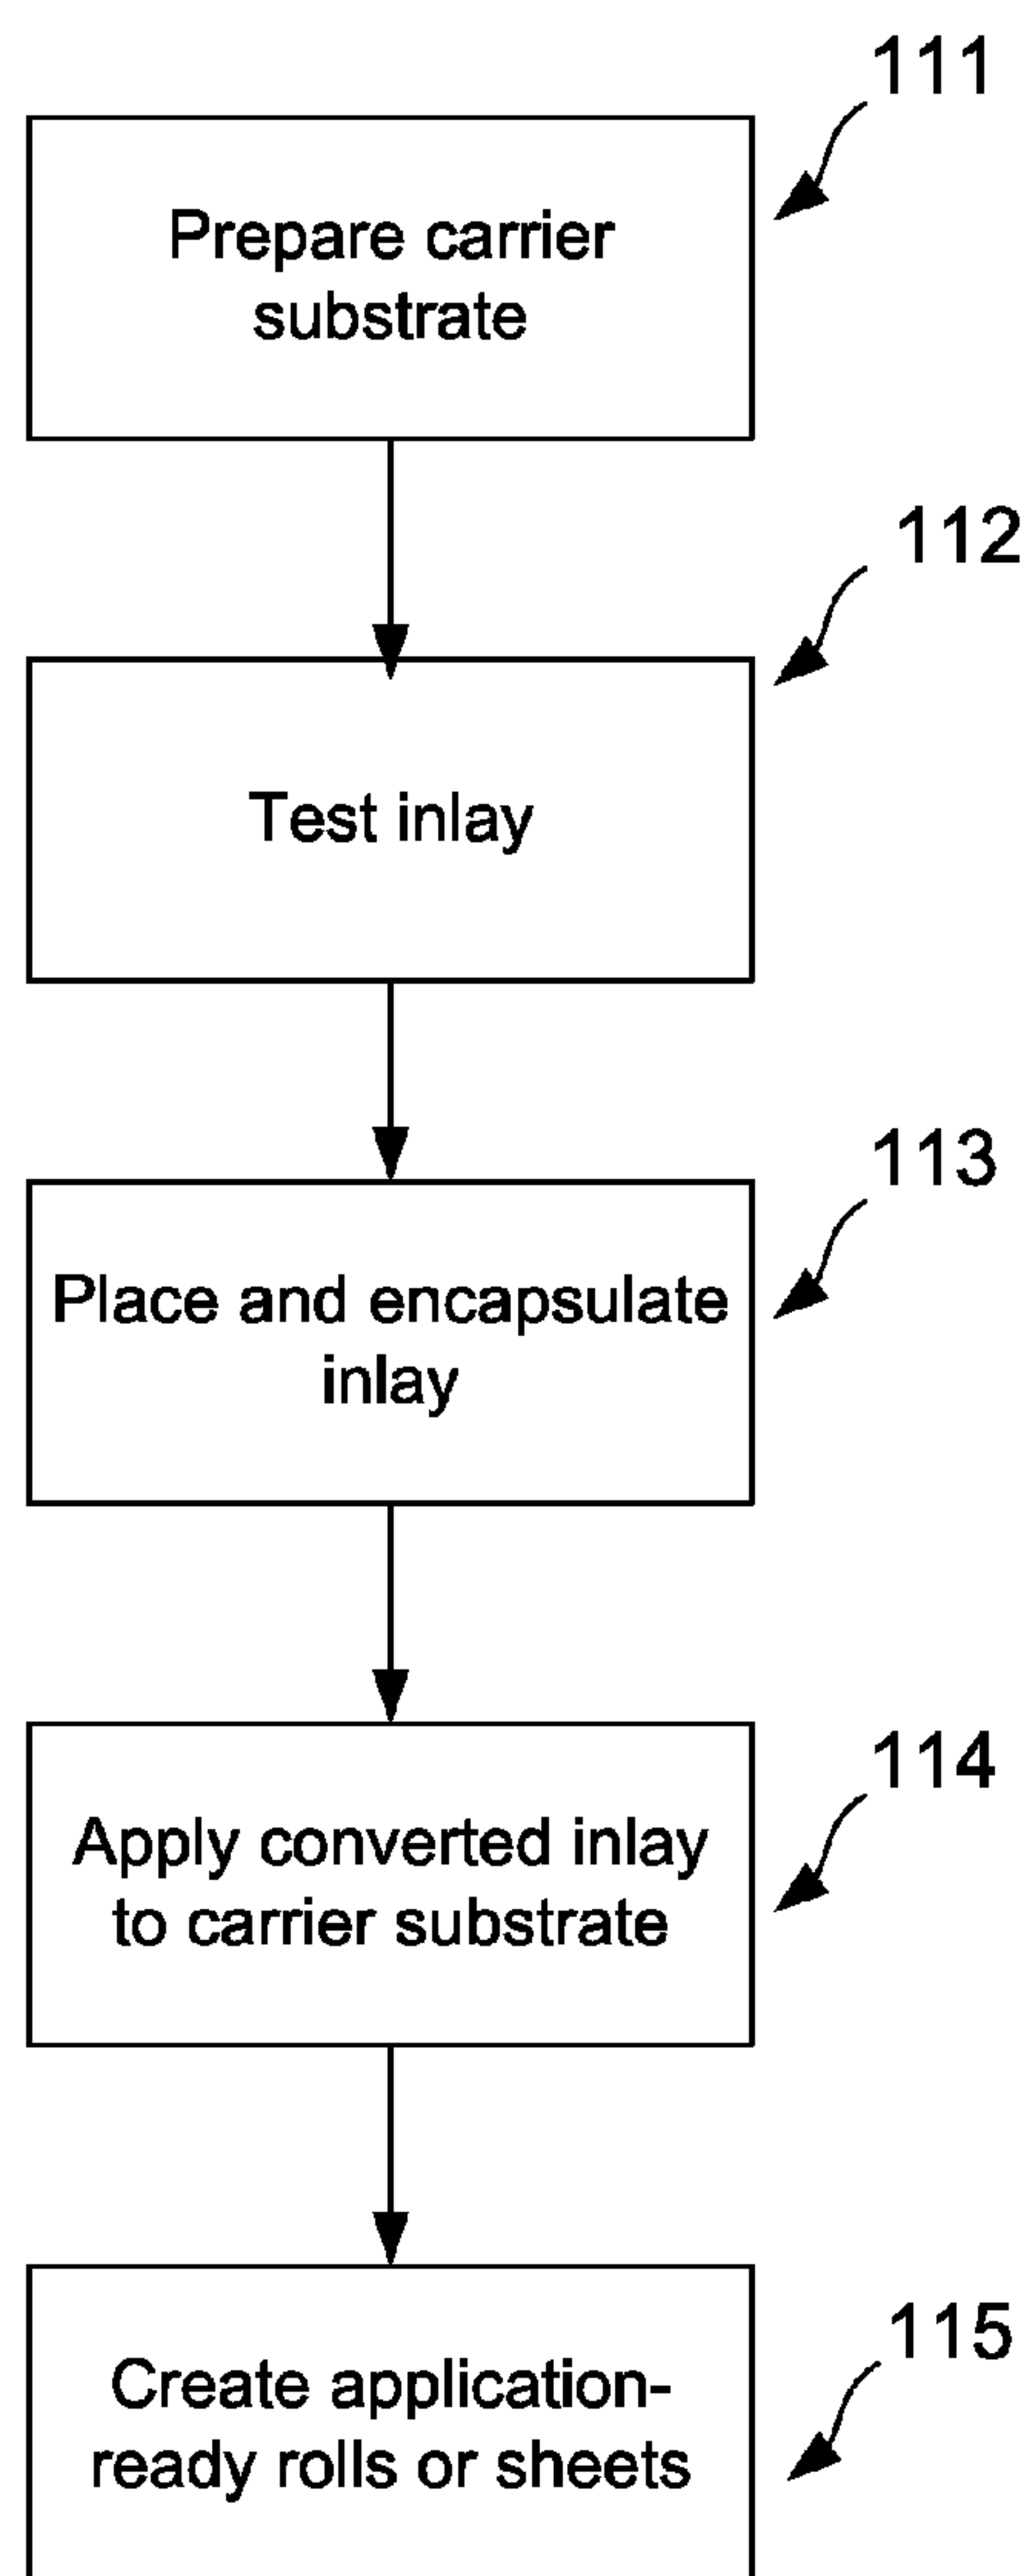 111
Prepare carrier
substrate
112
Test inlay
113
Place and encapsulate
inlay
114
Apply converted inlay
to carrier substrate
115
Create application-
ready rolls or sheets